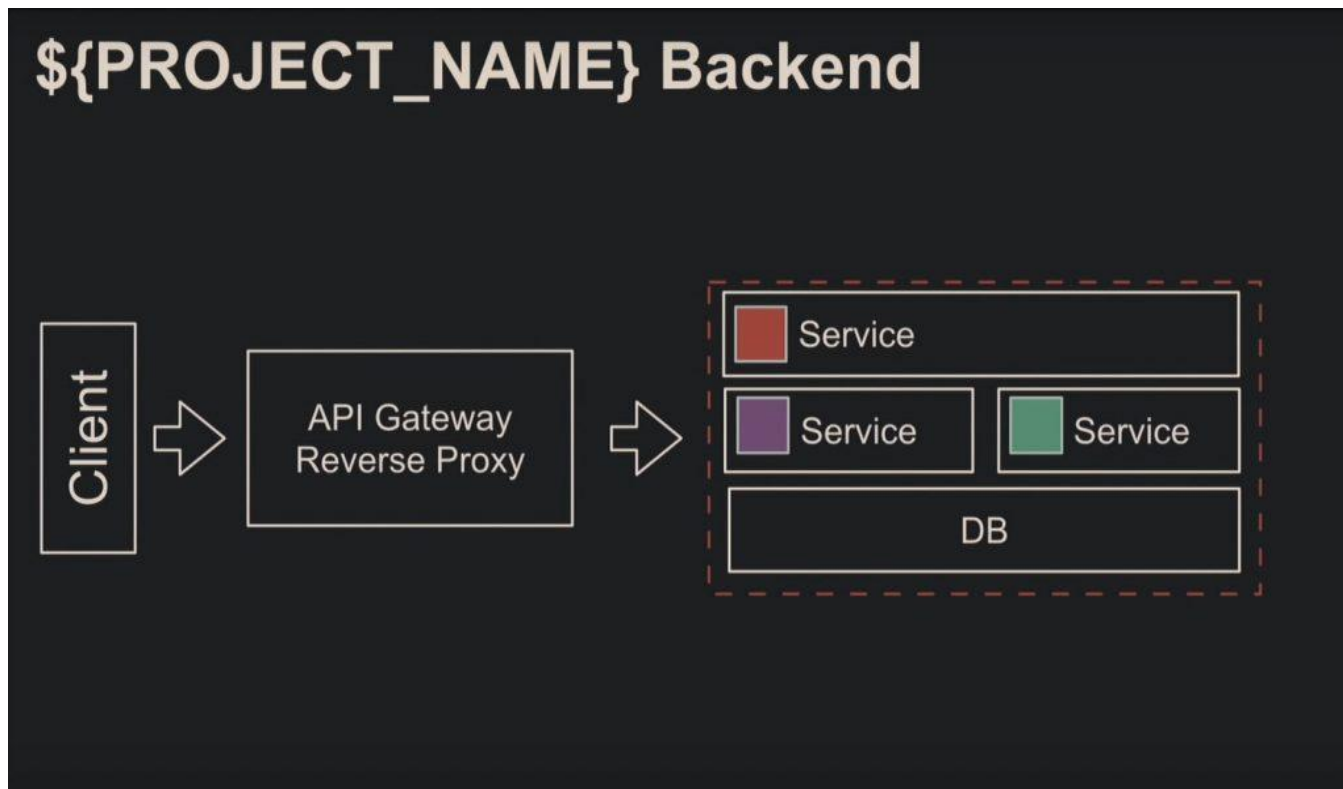 ${PROJECT_NAME} Backend
Client
API Gateway
Reverse Proxy
Service
Service
Service
DB